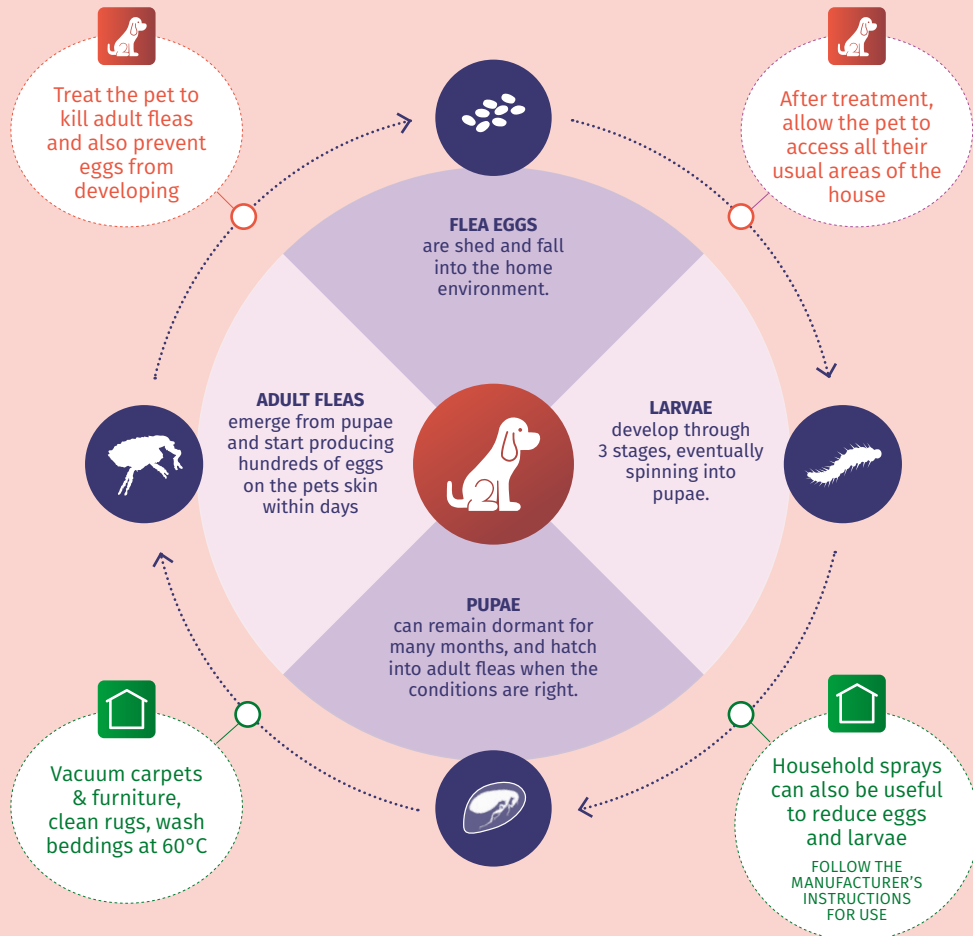 Treat the pet to
kill adult fleas
and also prevent
eggs from
developing
After treatment,
allow the pet to
access all their
usual areas of the
house
FLEA EGGS
are shed and fall
into the home
environment.
ADULT FLEAS
emerge from pupae
and start producing
hundreds of eggs
on the pets skin
within days
LARVAE
develop through
3 stages, eventually
spinning into
pupae.
PUPAE
can remain dormant for
many months, and hatch
into adult fleas when the
conditions are right.
Vacuum carpets
& furniture,
clean rugs, wash
beddings at 60°C
Household sprays
can also be useful
to reduce eggs
and larvae
FOLLOW THE
MANUFACTURER'S
INSTRUCTIONS
FOR USE